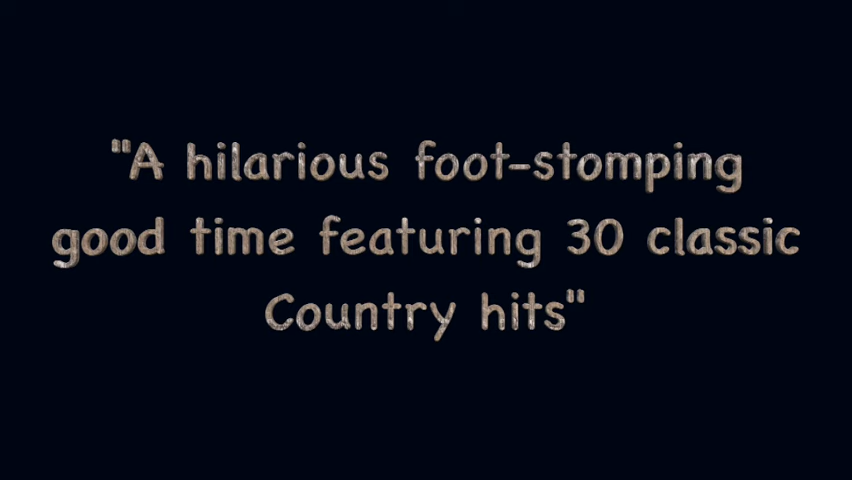 "A hilarious foot-stomping
good time featuring 30 classic
Country hits"